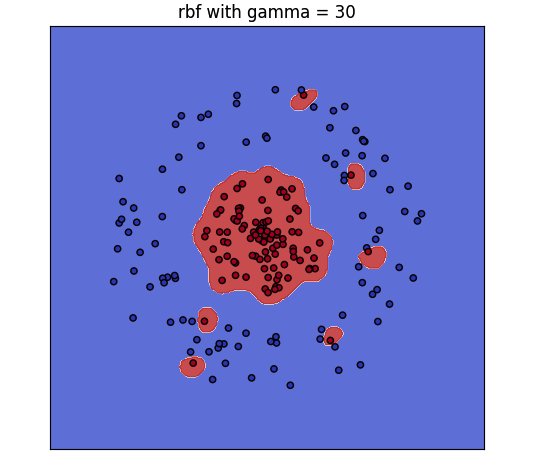 rbf with gamma = 30